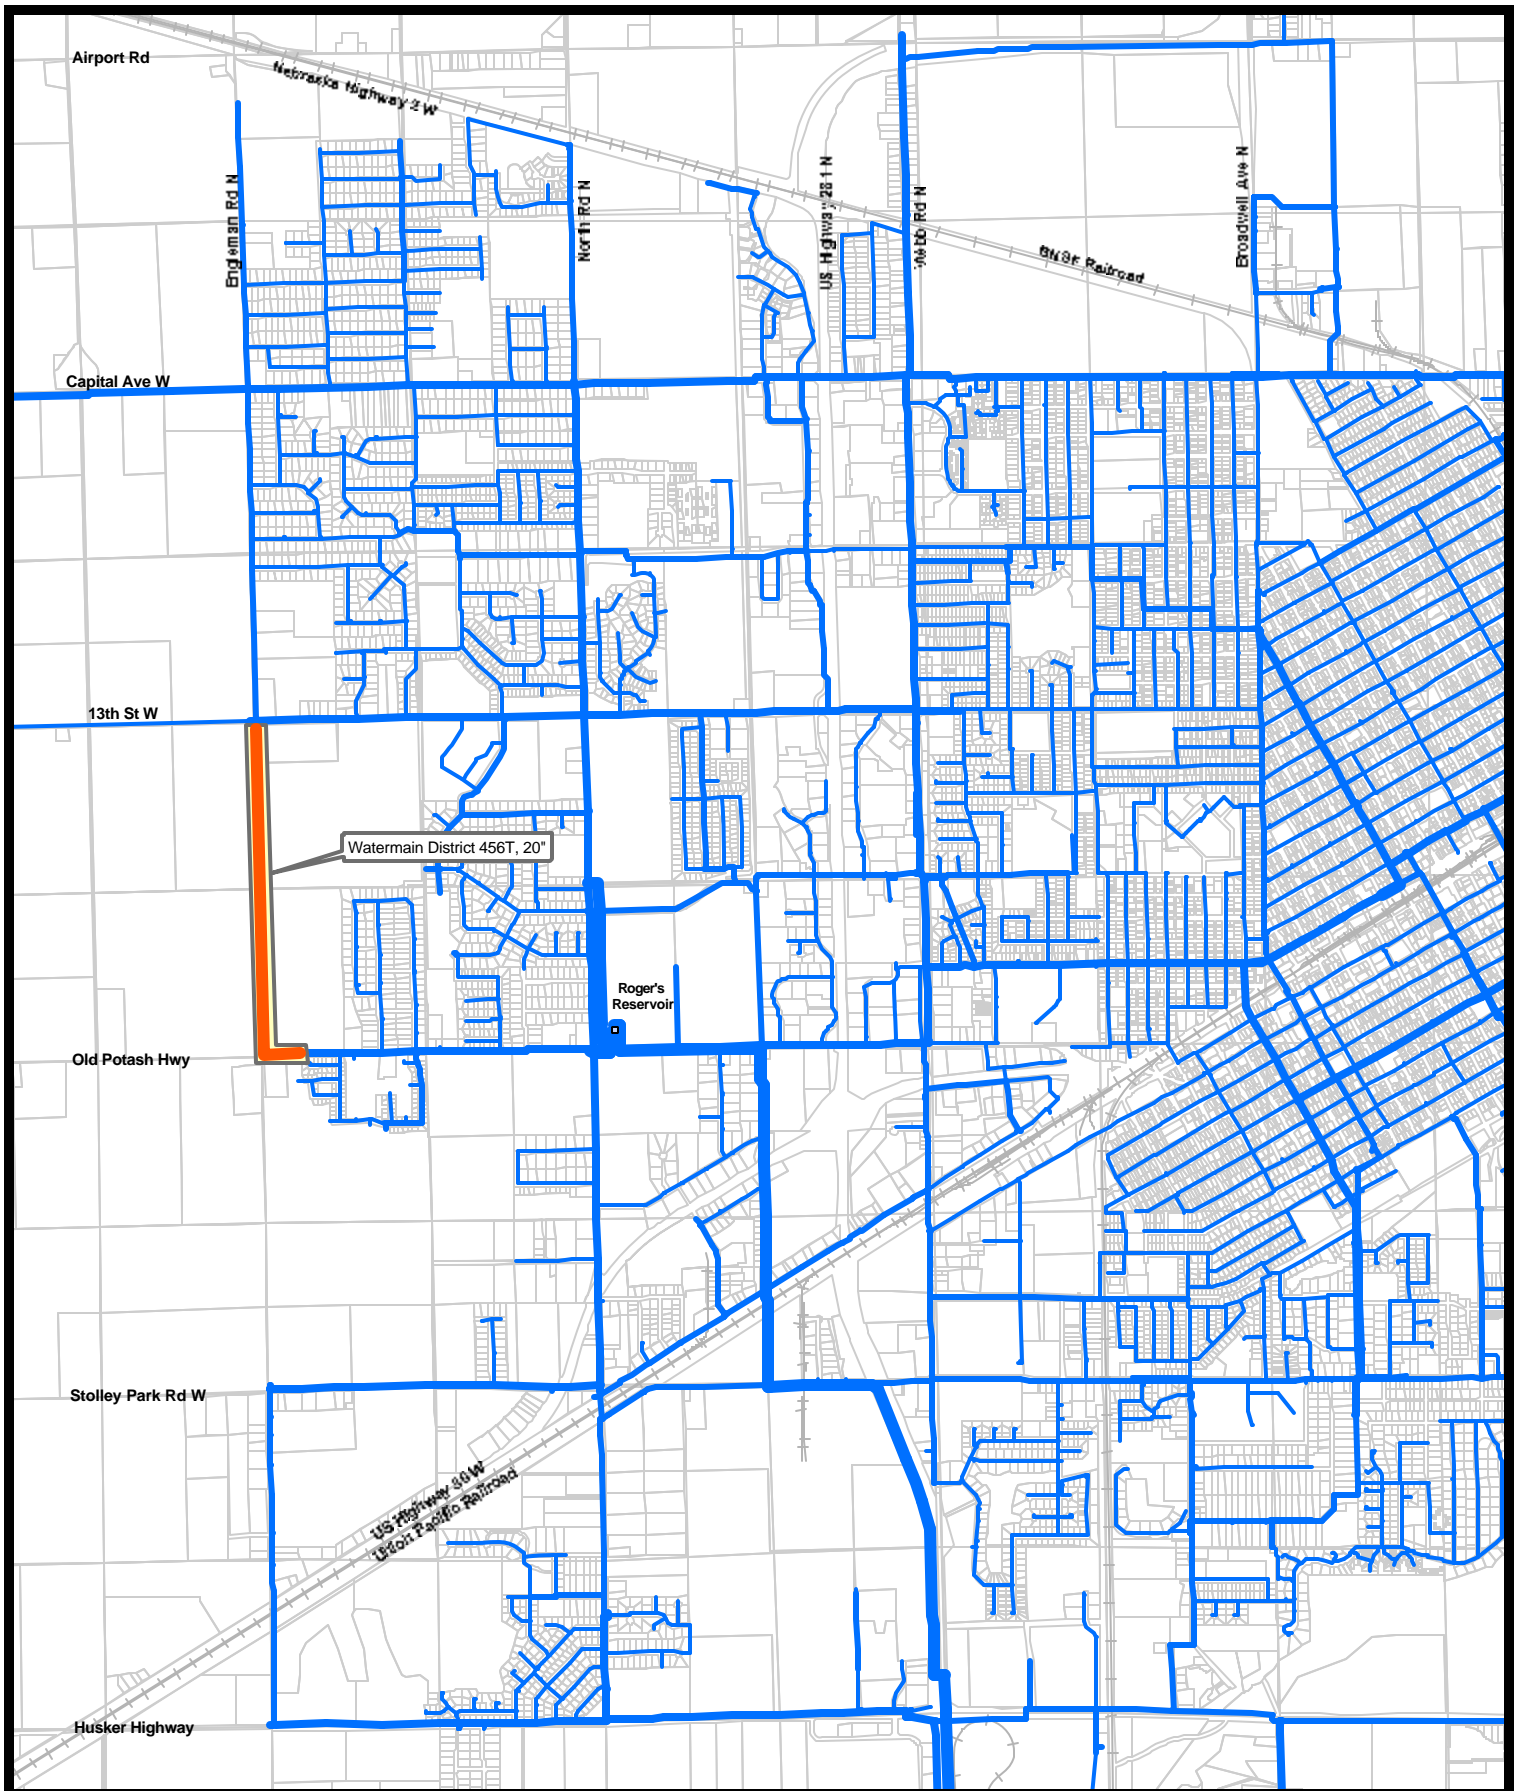 Airport Rd
Nebraska Highway 2 W
Engleman Rd N
North Rd N
US Highway 281 N
Webb Rd N
Broadwell Ave N
BNSF Railroad
Capital Ave W
13th St W
Watermain District 456T, 20"
Roger's
Reservoir
Old Potash Hwy
Stolley Park Rd W
US Highway 30 W
Union Pacific Railroad
Husker Highway